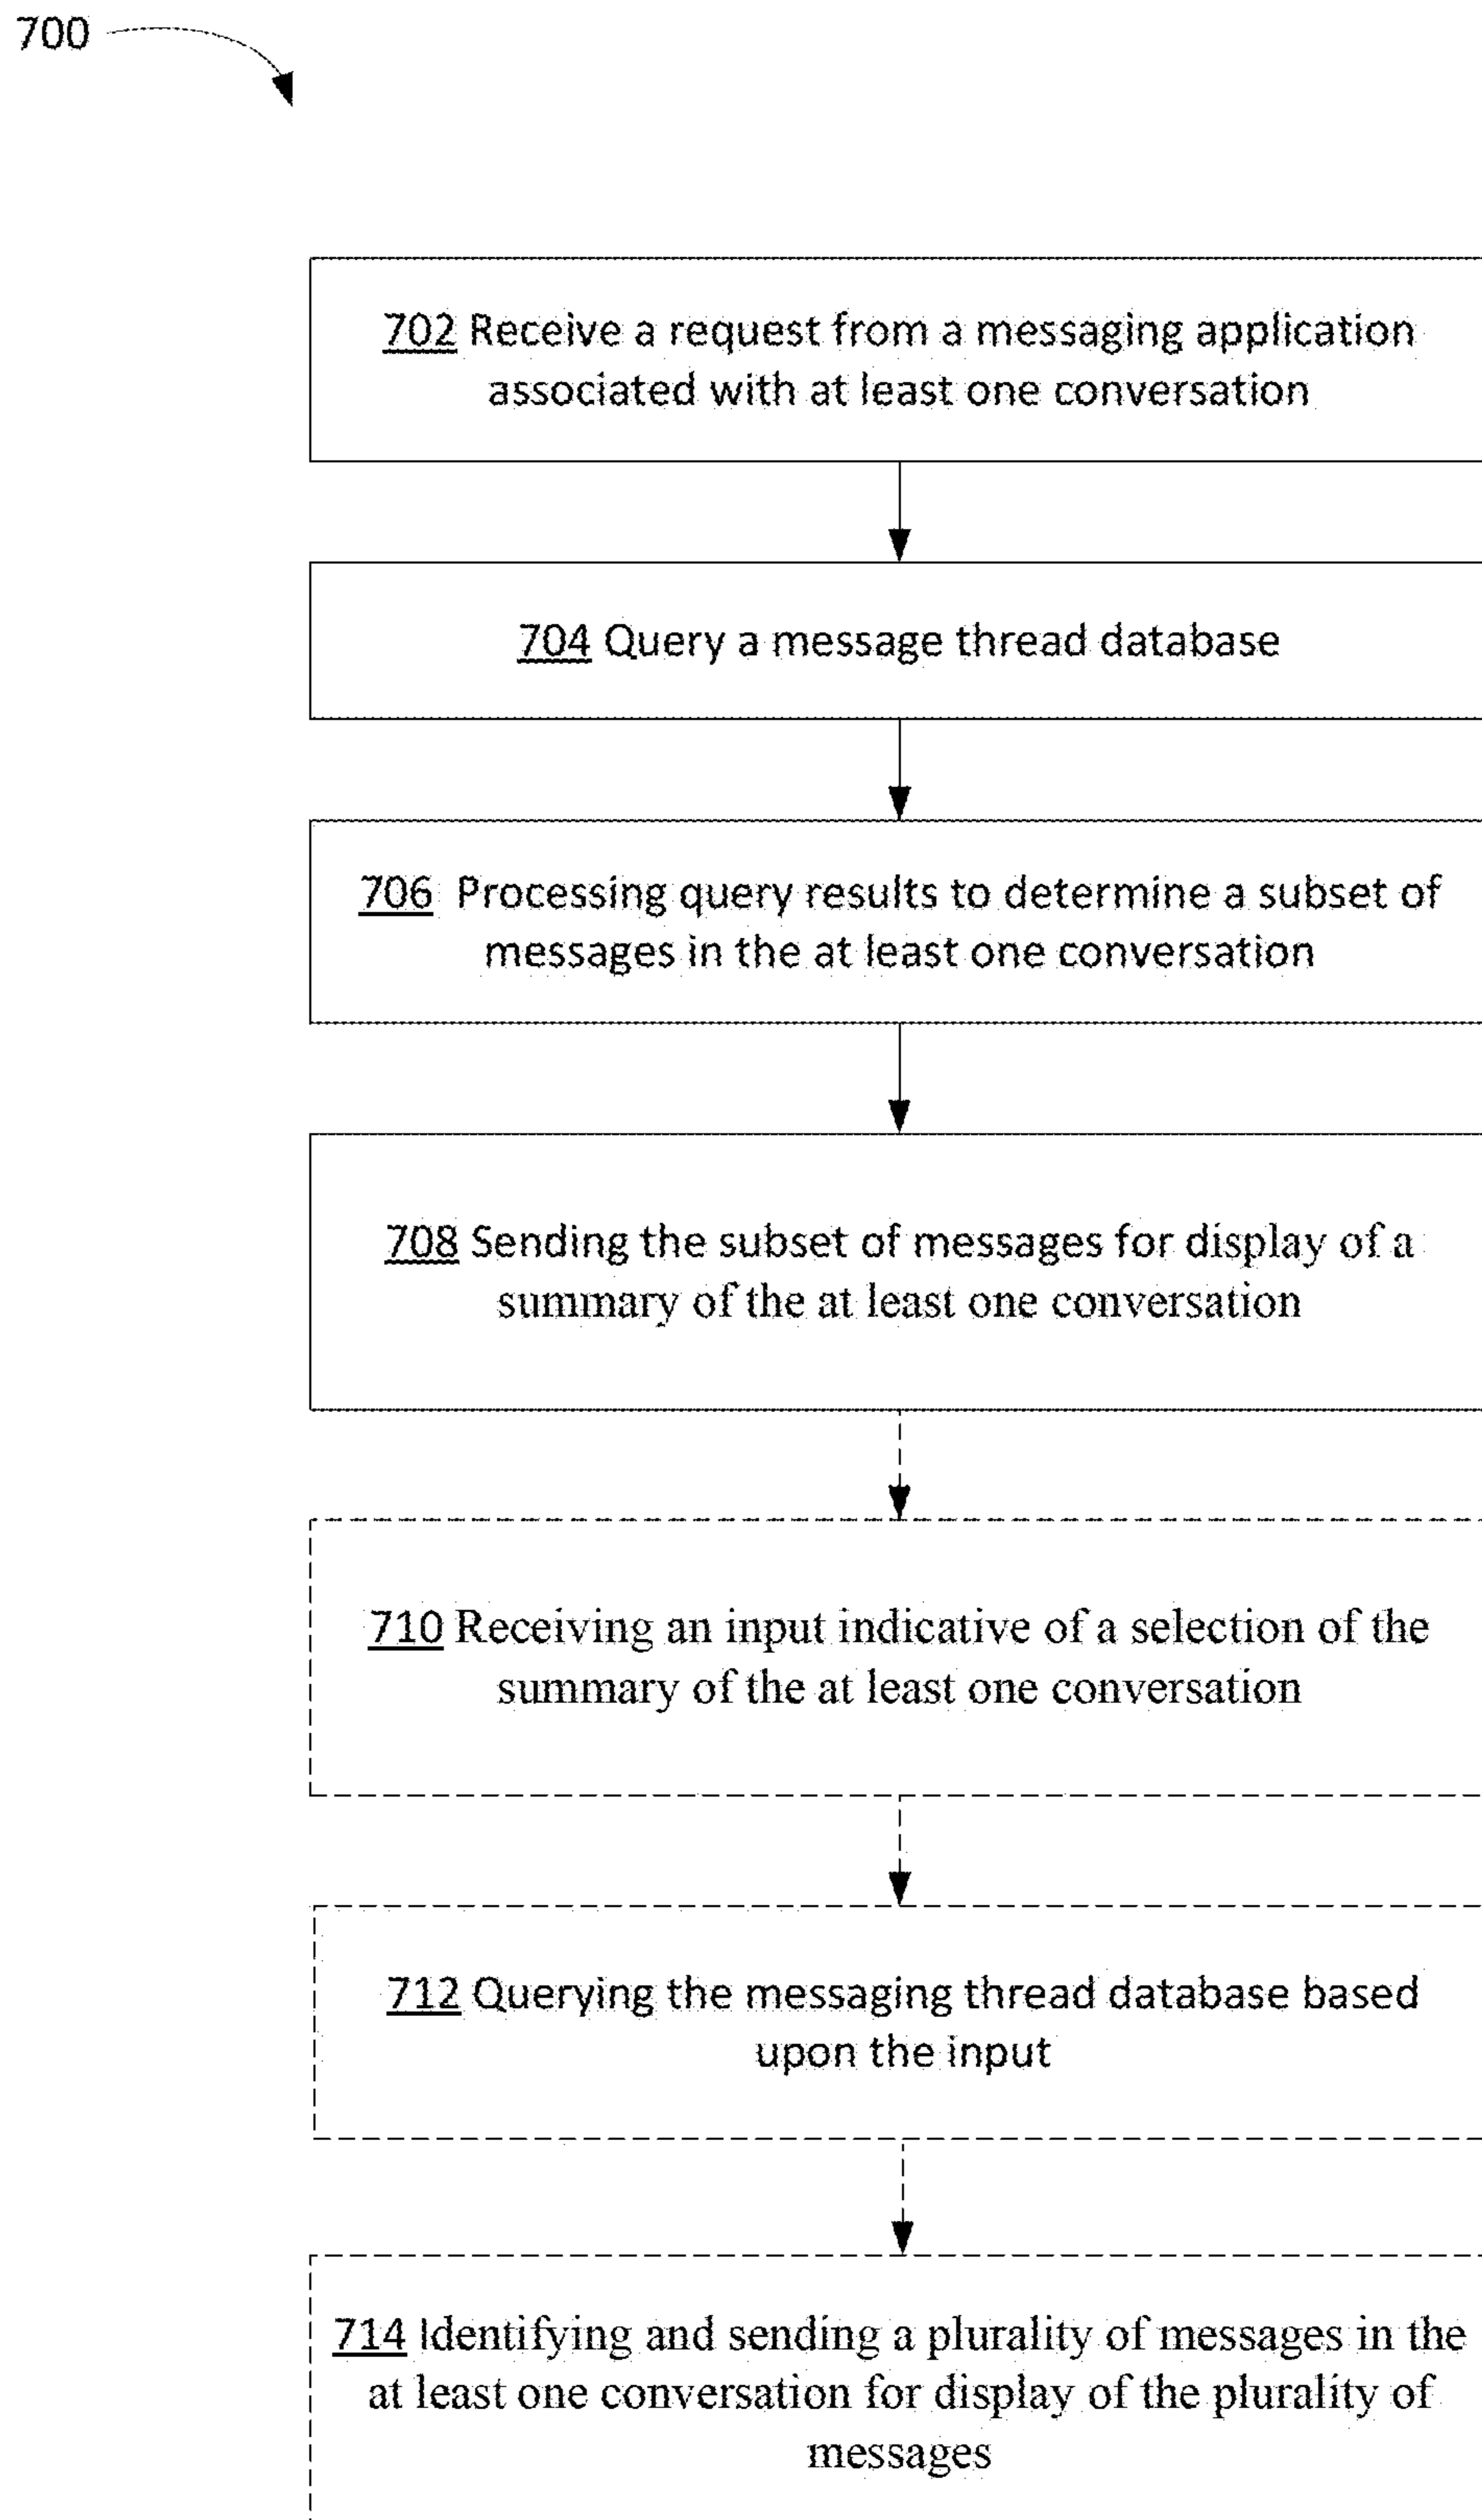 700
702 Receive a request from a messaging application
associated with at least one conversation
704 Query a message thread database
706 Processing query results to determine a subset of
messages in the at least one conversation
708 Sending the subset of messages for display of a
summary of the at least one conversation
710 Receiving an input indicative of a selection of the
summary of the at least one conversation
712 Querying the messaging thread database based
upon the input
714 Identifying and sending a plurality of messages in the
at least one conversation for display of the plurality of
messages